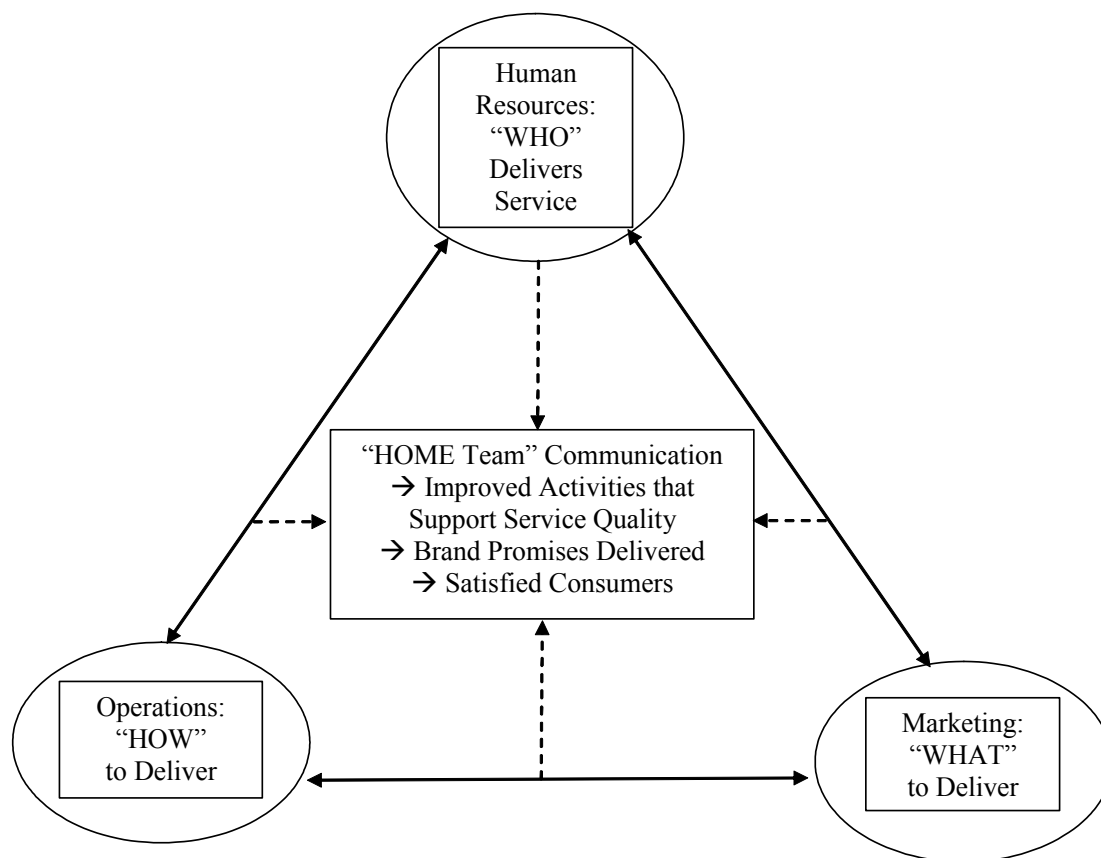 Human
Resources:
“WHO”
Delivers
Service
“HOME Team” Communication
→ Improved Activities that
Support Service Quality
→ Brand Promises Delivered
→ Satisfied Consumers
Operations:
“HOW”
to Deliver
Marketing:
“WHAT”
to Deliver